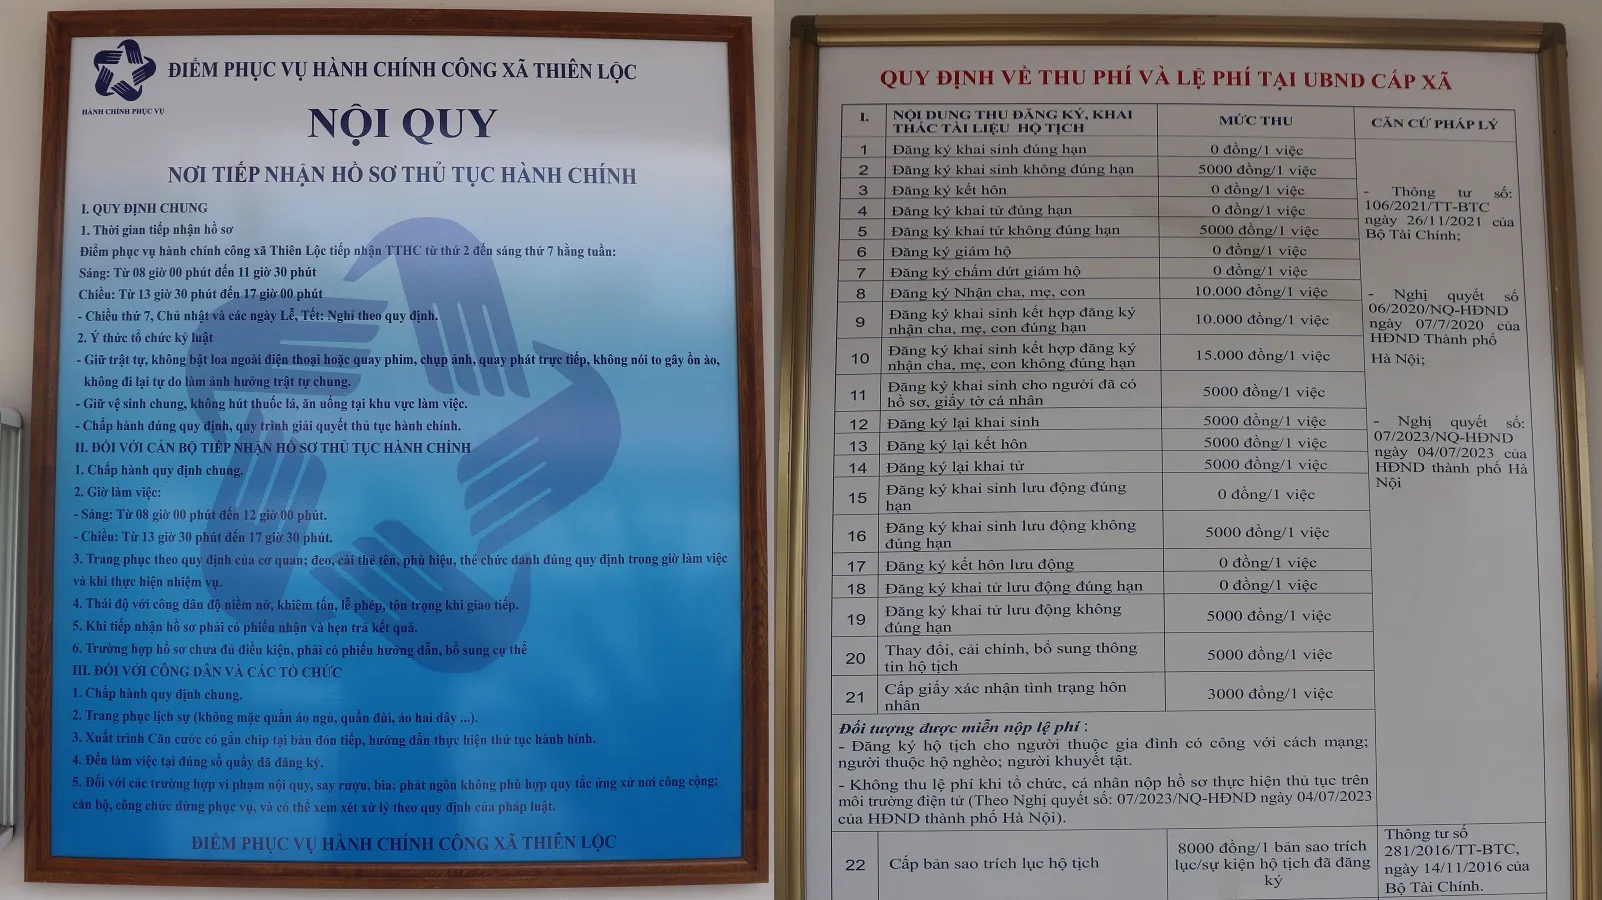 ĐIỂM PHỤC VỤ HÀNH CHÍNH CÔNG XÃ THIÊN LỘC
HÀNH CHÍNH PHỤC VỤ
NỘI QUY
NƠI TIẾP NHẬN HỒ SƠ THỦ TỤC HÀNH CHÍNH
I. QUY ĐỊNH CHUNG
1. Thời gian tiếp nhận hồ sơ
Điểm phục vụ hành chính công xã Thiên Lộc tiếp nhận TTHC từ thứ 2 đến sáng thứ 7 hằng tuần:
Sáng: Từ 08 giờ 00 phút đến 11 giờ 30 phút
Chiều: Từ 13 giờ 30 phút đến 17 giờ 00 phút
- Chiều thứ 7, Chủ nhật và các ngày Lễ, Tết: Nghỉ theo quy định.
2. Ý thức tổ chức kỷ luật
- Giữ trật tự, không bật loa ngoài điện thoại hoặc quay phim, chụp ảnh, quay phát trực tiếp, không nói to gây ồn ào,
không đi lại tự do làm ảnh hưởng trật tự chung.
- Giữ vệ sinh chung, không hút thuốc lá, ăn uống tại khu vực làm việc.
- Chấp hành đúng quy định, quy trình giải quyết thủ tục hành chính.
II. ĐỐI VỚI CÁN BỘ TIẾP NHẬN HỒ SƠ THỦ TỤC HÀNH CHÍNH
1. Chấp hành quy định chung.
2. Giờ làm việc:
- Sáng: Từ 08 giờ 00 phút đến 12 giờ 00 phút.
- Chiều: Từ 13 giờ 30 phút đến 17 giờ 30 phút.
3. Trang phục theo quy định của cơ quan; đeo, cài thẻ tên, phù hiệu, thẻ chức danh đúng quy định trong giờ làm việc
và khi thực hiện nhiệm vụ.
4. Thái độ với công dân độ niềm nở, khiêm tốn, lễ phép, tôn trọng khi giao tiếp.
5. Khi tiếp nhận hồ sơ phải có phiếu nhận và hẹn trả kết quả.
6. Trường hợp hồ sơ chưa đủ điều kiện, phải có phiếu hướng dẫn, bổ sung cụ thể
III. ĐỐI VỚI CÔNG DÂN VÀ CÁC TỔ CHỨC
1. Chấp hành quy định chung.
2. Trang phục lịch sự (không mặc quần áo ngủ, quần đùi, áo hai dây ...).
3. Xuất trình Căn cước có gắn chip tại bàn đón tiếp, hướng dẫn thực hiện thử tục hành hính.
4. Đến làm việc tại đúng số quầy đã đăng ký.
5. Đối với các trường hợp vi phạm nội quy, say rượu, bia; phát ngôn không phù hợp quy tắc ứng xử nơi công cộng;
cán bộ, công chức dừng phục vụ, và có thể xem xét xử lý theo quy định của pháp luật.
ĐIỂM PHỤC VỤ HÀNH CHÍNH CÔNG XÃ THIÊN LỘC
QUY ĐỊNH VỀ THU PHÍ VÀ LỆ PHÍ TẠI UBND CẤP XÃ
I. NỘI DUNG THU ĐĂNG KÝ, KHAI THÁC TÀI LIỆU HỘ TỊCH MỨC THU CĂN CỨ PHÁP LÝ
1 Đăng ký khai sinh đúng hạn 0 đồng/1 việc
2 Đăng ký khai sinh không đúng hạn 5000 đồng/1 việc
3 Đăng ký kết hôn 0 đồng/1 việc
4 Đăng ký khai tử đúng hạn 0 đồng/1 việc
5 Đăng ký khai tử không đúng hạn 5000 đồng/1 việc
6 Đăng ký giám hộ 0 đồng/1 việc
7 Đăng ký chấm dứt giám hộ 0 đồng/1 việc
8 Đăng ký Nhận cha, mẹ, con 10.000 đồng/1 việc
9 Đăng ký khai sinh kết hợp đăng ký
nhận cha, mẹ, con đúng hạn 10.000 đồng/1 việc
10 Đăng ký khai sinh kết hợp đăng ký
nhận cha, mẹ, con không đúng hạn 15.000 đồng/1 việc
11 Đăng ký khai sinh cho người đã có
hồ sơ, giấy tờ cá nhân 5000 đồng/1 việc
12 Đăng ký lại khai sinh 5000 đồng/1 việc
13 Đăng ký lại kết hôn 5000 đồng/1 việc
14 Đăng ký lại khai tử 5000 đồng/1 việc
15 Đăng ký khai sinh lưu động đúng
hạn 0 đồng/1 việc
16 Đăng ký khai sinh lưu động không
đúng hạn 5000 đồng/1 việc
17 Đăng ký kết hôn lưu động 0 đồng/1 việc
18 Đăng ký khai tử lưu động đúng hạn 0 đồng/1 việc
19 Đăng ký khai tử lưu động không
đúng hạn 5000 đồng/1 việc
20 Thay đổi, cải chính, bổ sung thông
tin hộ tịch 5000 đồng/1 việc
21 Cấp giấy xác nhận tình trạng hôn
nhân 3000 đồng/1 việc
- Thông tư số:
106/2021/TT-BTC
ngày 26/11/2021 của
Bộ Tài Chính;
- Nghị quyết số
06/2020/NQ-HĐND
ngày 07/7/2020 của
HĐND Thành phố
Hà Nội;
- Nghị quyết số:
07/2023/NQ-HĐND
ngày 04/07/2023 của
HĐND thành phố Hà
Nội
Đối tượng được miễn nộp lệ phí :
- Đăng ký hộ tịch cho người thuộc gia đình có công với cách mạng;
người thuộc hộ nghèo; người khuyết tật.
- Không thu lệ phí khi tổ chức, cá nhân nộp hồ sơ thực hiện thủ tục trên
môi trường điện tử (Theo Nghị quyết số: 07/2023/NQ-HĐND ngày 04/07/2023
của HĐND thành phố Hà Nội).
22 Cấp bản sao trích lục hộ tịch
8000 đồng/1 bản sao trích
lục/sự kiện hộ tịch đã đăng
ký
Thông tư số
281/2016/TT-BTC,
ngày 14/11/2016 của
Bộ Tài Chính.